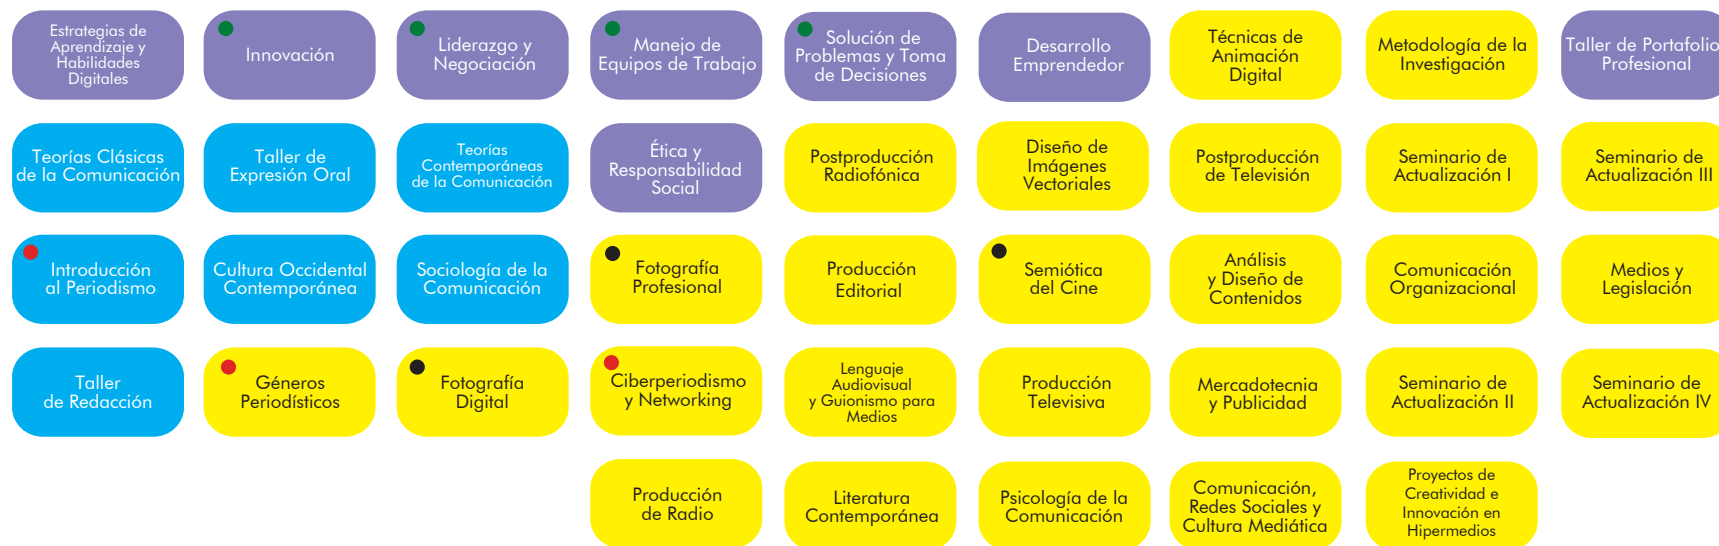 Estrategias de
Aprendizaje y
Habilidades
Digitales
Innovación
Liderazgo y
Negociación
Manejo de
Equipos de Trabajo
Solución de
Problemas y Toma
de Decisiones
Desarrollo
Emprendedor
Técnicas de
Animación
Digital
Metodología de la
Investigación
Taller de Portafolio
Profesional
Teorías Clásicas
de la Comunicación
Taller de
Expresión Oral
Teorías
Contemporáneas
de la Comunicación
Ética y
Responsabilidad
Social
Postproducción
Radiofónica
Diseño de
Imágenes
Vectoriales
Postproducción
de Televisión
Seminario de
Actualización I
Seminario de
Actualización III
Introducción
al Periodismo
Cultura Occidental
Contemporánea
Sociología de la
Comunicación
Fotografía
Profesional
Producción
Editorial
Semiótica
del Cine
Análisis
y Diseño de
Contenidos
Comunicación
Organizacional
Medios y
Legislación
Taller
de Redacción
Géneros
Periodísticos
Fotografía
Digital
Ciberperiodismo
y Networking
Lenguaje
Audiovisual
y Guionismo para
Medios
Producción
Televisiva
Mercadotecnia
y Publicidad
Seminario de
Actualización II
Seminario de
Actualización IV
Producción
de Radio
Literatura
Contemporánea
Psicología de la
Comunicación
Comunicación,
Redes Sociales y
Cultura Mediática
Proyectos de
Creatividad e
Innovación en
Hipermedios